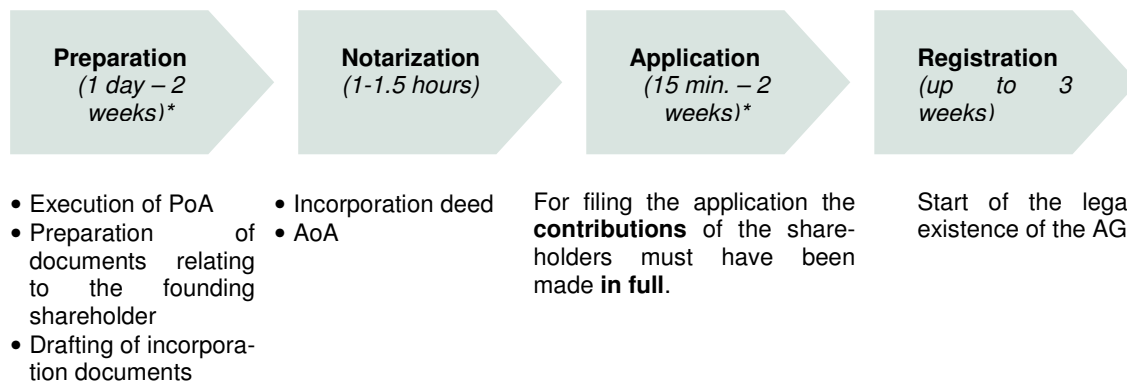 Preparation
(1 day – 2
weeks)*
Notarization
(1-1.5 hours)
Application
(15 min. – 2
weeks)*
Registration
(up to 3
weeks)
• Execution of PoA
• Preparation of
documents relating
to the founding
shareholder
• Drafting of incorpora-
tion documents
• Incorporation deed
• AoA
For filing the application the
contributions of the share-
holders must have been
made in full.
Start of the lega
existence of the AG